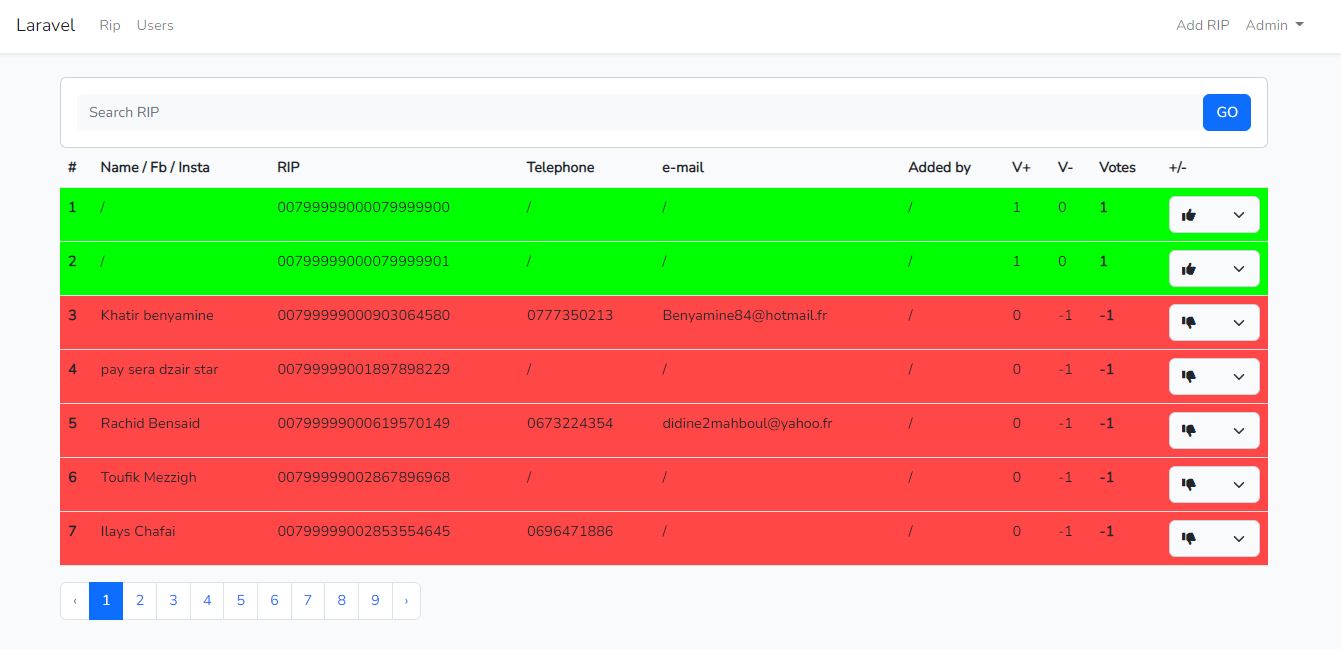 Laravel Rip Users Add RIP Admin
Search RIP GO
# Name / Fb / Insta RIP Telephone e-mail Added by V+ V- Votes +/-
1 / 00799999000079999900 / / / 1 0 1
2 / 00799999000079999901 / / / 1 0 1
3 Khatir benyamine 00799999000903064580 0777350213 Benyamine84@hotmail.fr / 0 -1 -1
4 pay sera dzair star 00799999001897898229 / / / 0 -1 -1
5 Rachid Bensaid 00799999000619570149 0673224354 didine2mahboul@yahoo.fr / 0 -1 -1
6 Toufik Mezzigh 00799999002867896968 / / / 0 -1 -1
7 Ilays Chafai 00799999002853554645 0696471886 / / 0 -1 -1
‹ 1 2 3 4 5 6 7 8 9 ›